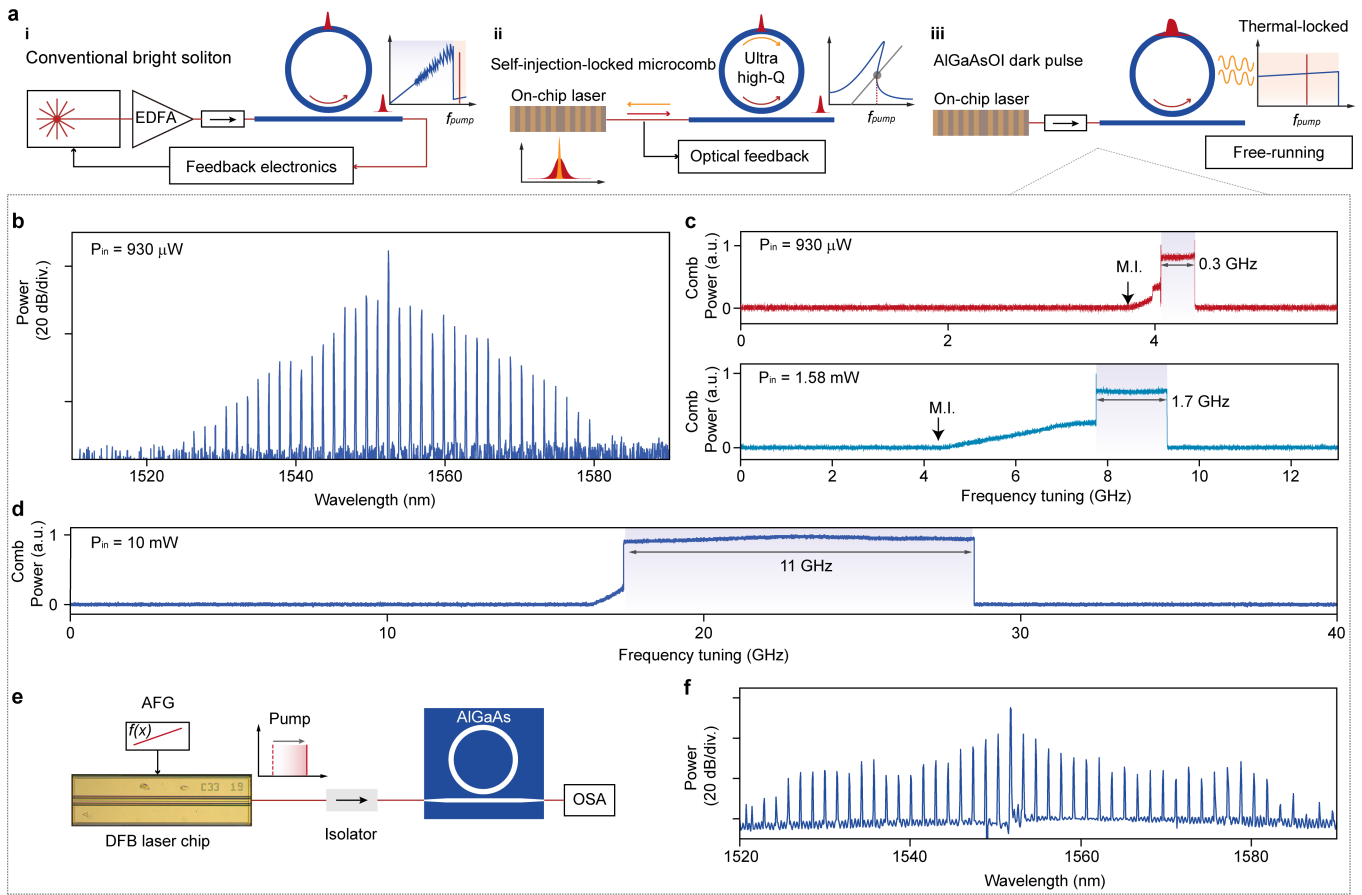 a
i
Conventional bright soliton
EDFA
Feedback electronics
f_pump
ii
Self-injection-locked microcomb
On-chip laser
Ultra
high-Q
Optical feedback
f_pump
iii
AlGaAsOI dark pulse
On-chip laser
Thermal-locked
f_pump
Free-running
b
P_in = 930 μW
Power
(20 dB/div.)
1520 1540 1560 1580
Wavelength (nm)
c
P_in = 930 μW
Comb
Power (a.u.)
1
0
M.I.
0.3 GHz
0 2 4
P_in = 1.58 mW
Comb
Power (a.u.)
1
0
M.I.
1.7 GHz
0 2 4 6 8 10 12
Frequency tuning (GHz)
d
P_in = 10 mW
Comb
Power (a.u.)
1
0
11 GHz
0 10 20 30 40
Frequency tuning (GHz)
e
AFG
f(x)
Pump
AlGaAs
C33 19
DFB laser chip
Isolator
OSA
f
Power
(20 dB/div.)
1520 1540 1560 1580
Wavelength (nm)